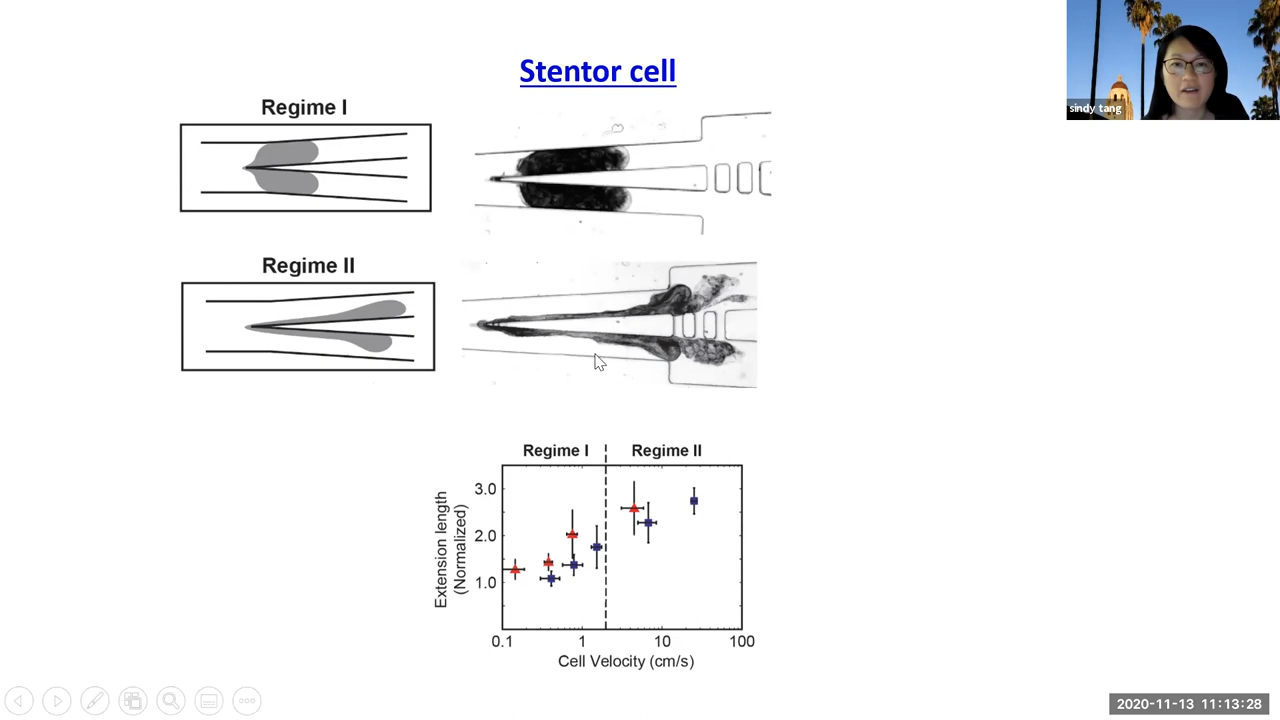 Stentor cell
sindy tang
Regime I
Regime II
Regime I
Regime II
Extension length
(Normalized)
3.0
2.0
1.0
0.1
1
10
100
Cell Velocity (cm/s)
2020-11-13 11:13:28